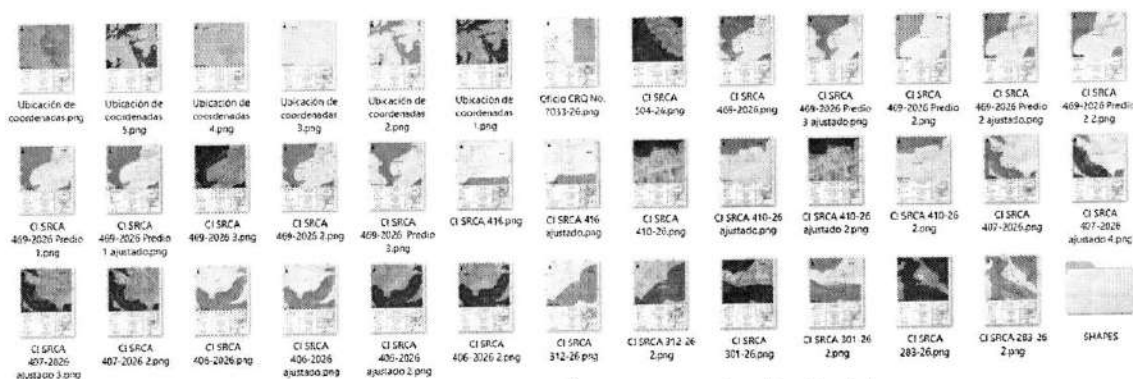 Ubicación de coordenadas.png
Ubicación de coordenadas 5.png
Ubicación de coordenadas 4.png
Ubicación de coordenadas 3.png
Ubicación de coordenadas 2.png
Ubicación de coordenadas 1.png
Oficio CRQ No. 7033-26.png
CI SRCA 504-26.png
CI SRCA 469-2026.png
CI SRCA 469-2026 Predio 3 ajustado.png
CI SRCA 469-2026 Predio 2.png
CI SRCA 469-2026 Predio 2 ajustado.png
CI SRCA 469-2026 Predio 2 2.png
CI SRCA 469-2026 Predio 1.png
CI SRCA 469-2026 Predio 1 ajustado.png
CI SRCA 469-2026 3.png
CI SRCA 469-2026 2.png
CI SRCA 469-2026 Predio 3.png
CI SRCA 416.png
CI SRCA 416 ajustado.png
CI SRCA 410-26.png
CI SRCA 410-26 ajustado.png
CI SRCA 410-26 ajustado 2.png
CI SRCA 410-26 2.png
CI SRCA 407-2026.png
CI SRCA 407-2026 ajustado 4.png
CI SRCA 407-2026 ajustado 3.png
CI SRCA 407-2026 2.png
CI SRCA 406-2026.png
CI SRCA 406-2026 ajustado.png
CI SRCA 406-2026 ajustado 2.png
CI SRCA 406-2026 2.png
CI SRCA 312-26.png
CI SRCA 312-26 2.png
CI SRCA 301-26.png
CI SRCA 301-26 2.png
CI SRCA 283-26.png
CI SRCA 283-26 2.png
SHAPES